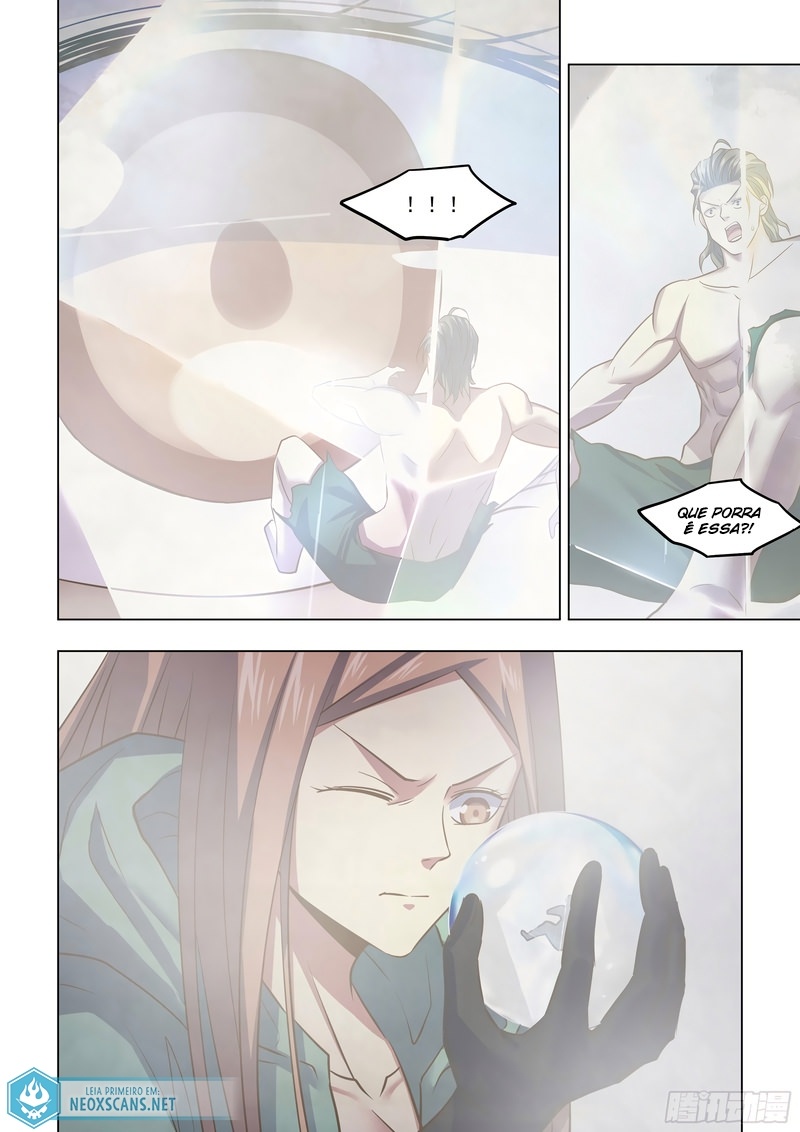 ! ! !
QUE PORRA
É ESSA?!
LEIA PRIMEIRO EM:
NEOXSCANS.NET
腾讯动漫